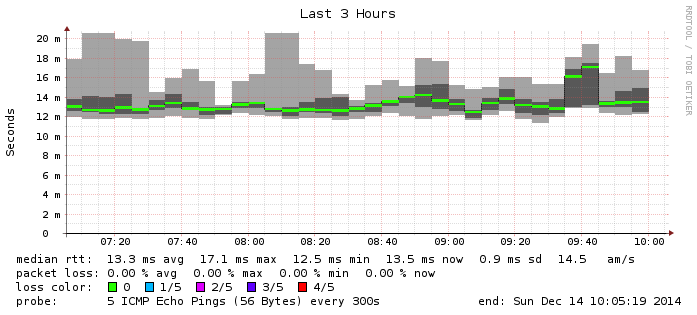 Last 3 Hours
RRDTOOL / TOBI OETIKER
Seconds
20 m
18 m
16 m
14 m
12 m
10 m
8 m
6 m
4 m
2 m
0
07:20 07:40 08:00 08:20 08:40 09:00 09:20 09:40 10:00
median rtt: 13.3 ms avg 17.1 ms max 12.5 ms min 13.5 ms now 0.9 ms sd 14.5 am/s
packet loss: 0.00 % avg 0.00 % max 0.00 % min 0.00 % now
loss color: 0 1/5 2/5 3/5 4/5
probe: 5 ICMP Echo Pings (56 Bytes) every 300s end: Sun Dec 14 10:05:19 2014